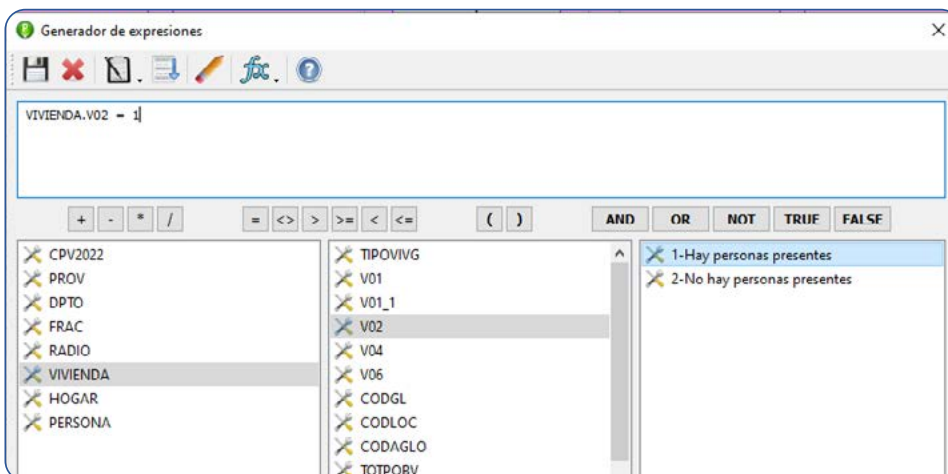 Generador de expresiones
VIVIENDA.V02 = 1
+ - * / = <> > >= < <= ( ) AND OR NOT TRUE FALSE
CPV2022
PROV
DPTO
FRAC
RADIO
VIVIENDA
HOGAR
PERSONA
TIPOVIVG
V01
V01_1
V02
V04
V06
CODGL
CODLOC
CODAGLO
TOTPOBV
1-Hay personas presentes
2-No hay personas presentes